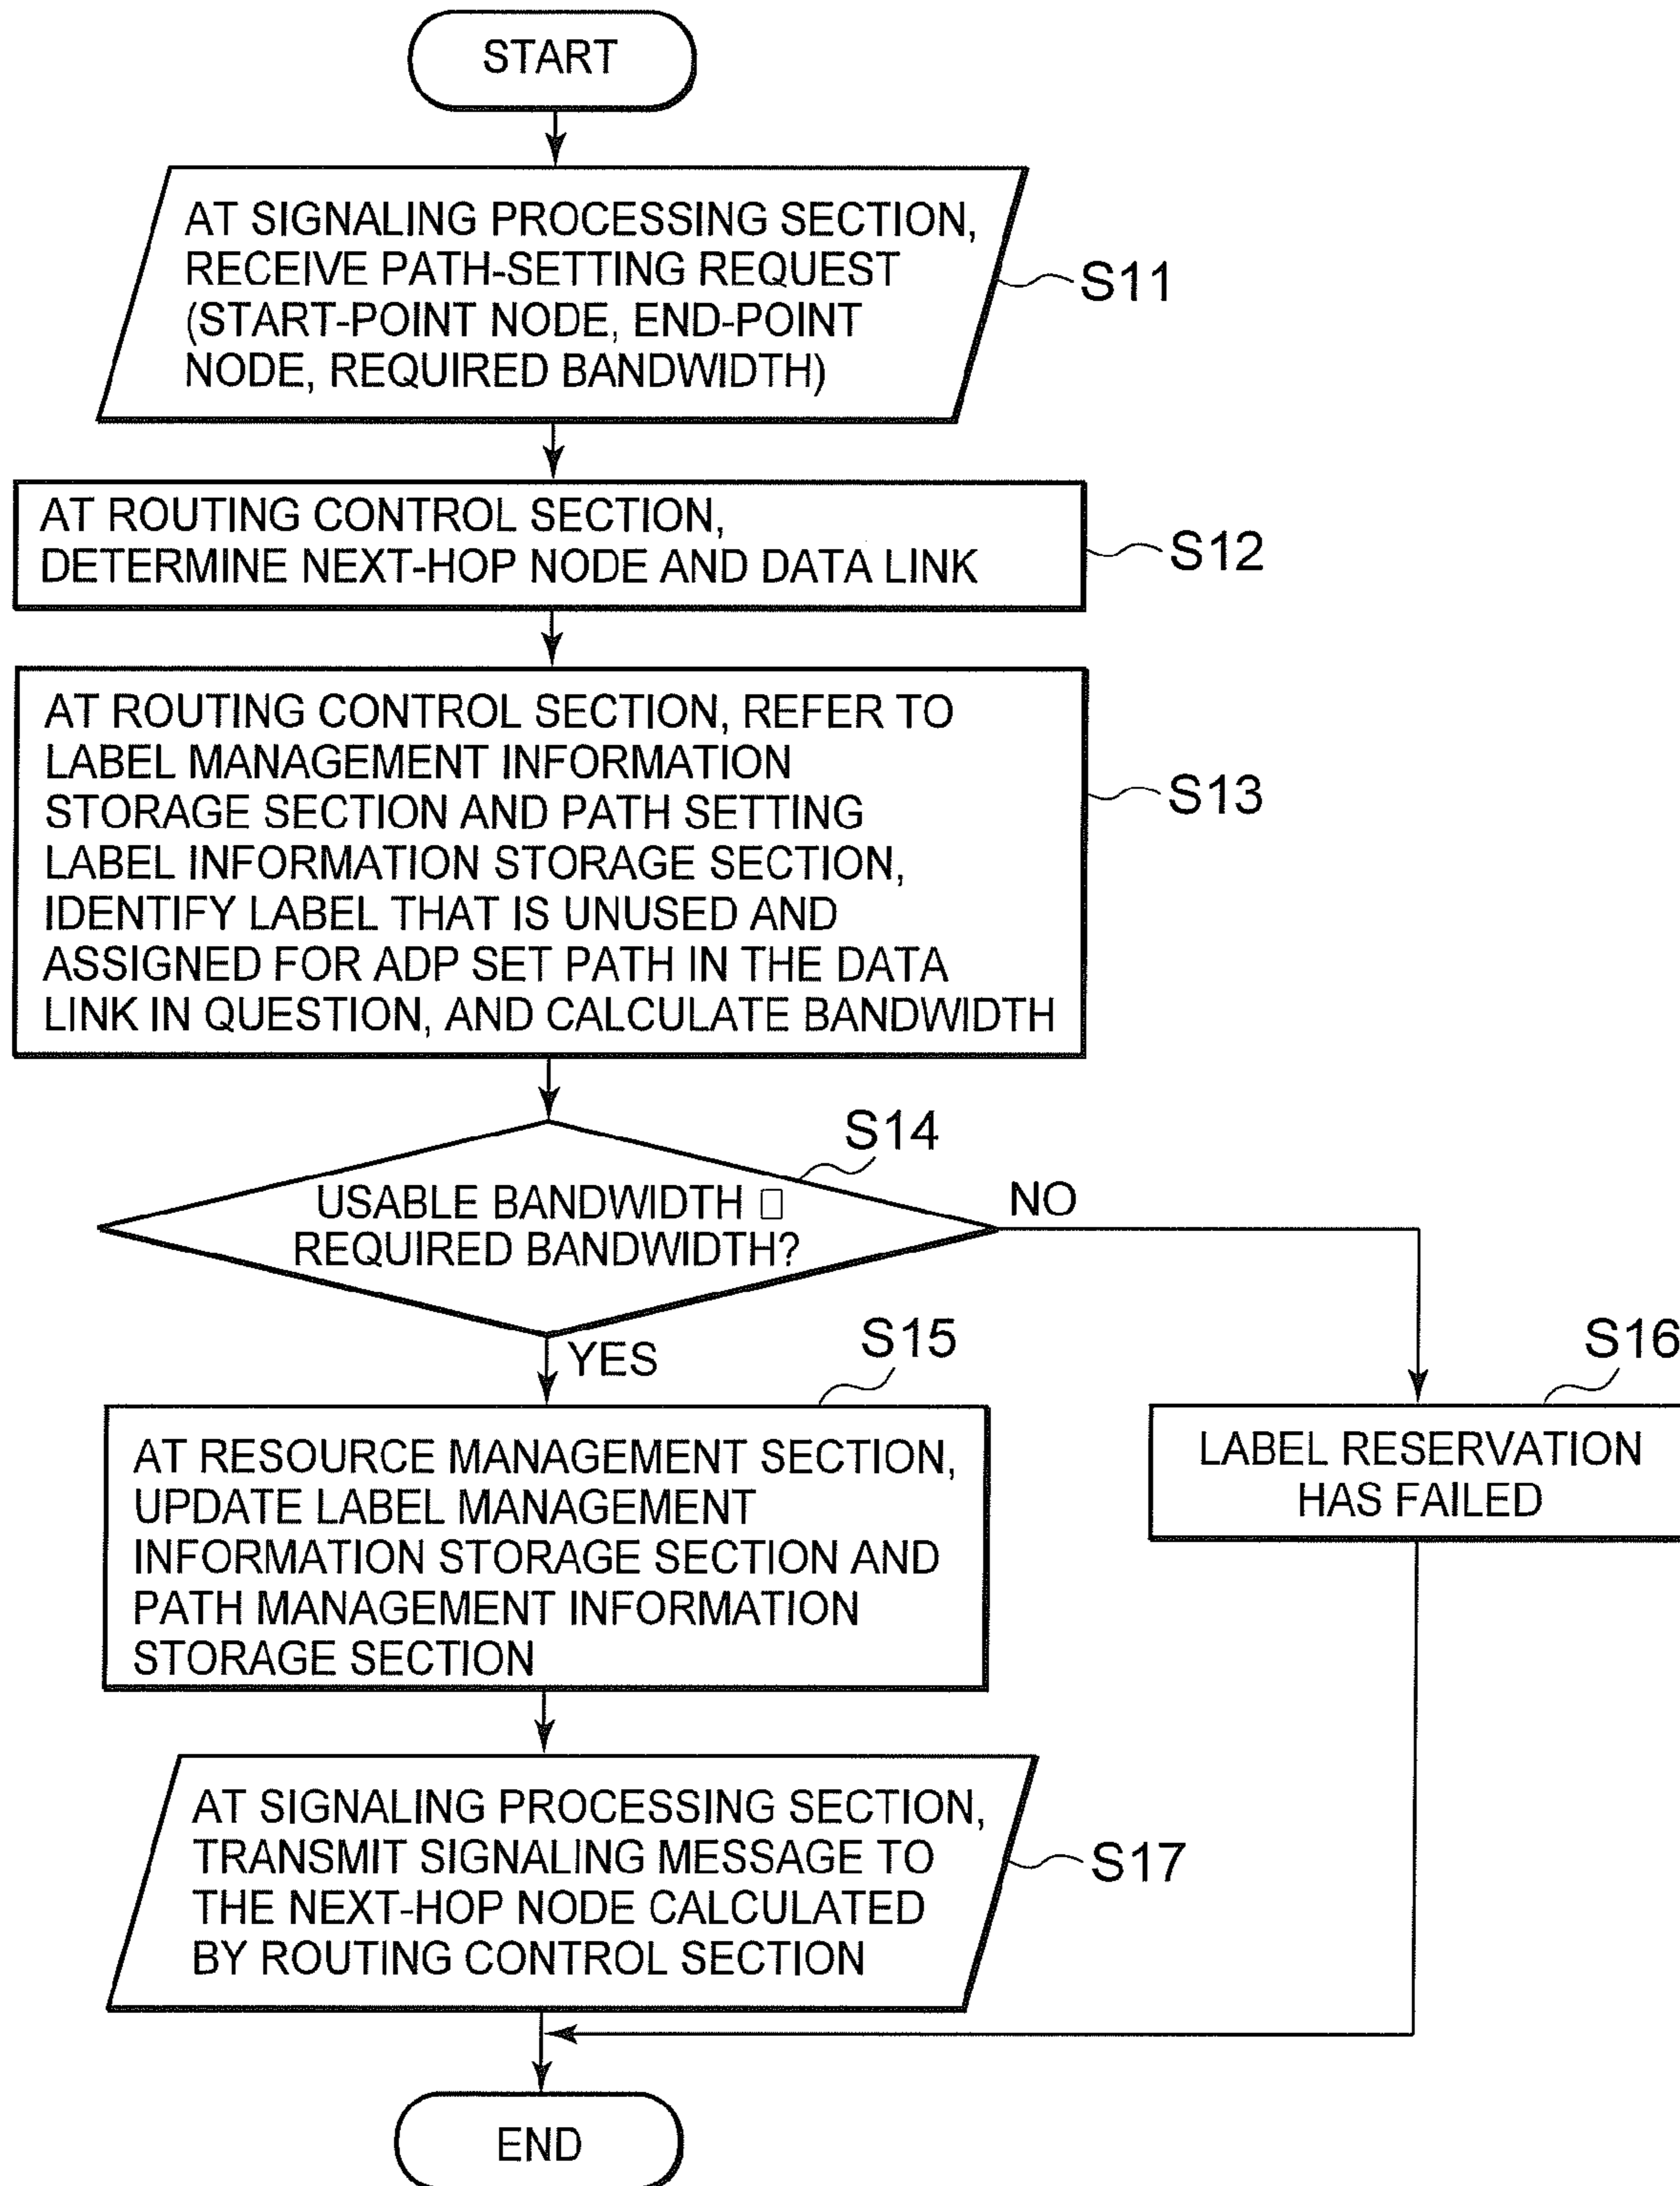 START
AT SIGNALING PROCESSING SECTION,
RECEIVE PATH-SETTING REQUEST
(START-POINT NODE, END-POINT
NODE, REQUIRED BANDWIDTH)
S11
AT ROUTING CONTROL SECTION,
DETERMINE NEXT-HOP NODE AND DATA LINK
S12
AT ROUTING CONTROL SECTION, REFER TO
LABEL MANAGEMENT INFORMATION
STORAGE SECTION AND PATH SETTING
LABEL INFORMATION STORAGE SECTION,
IDENTIFY LABEL THAT IS UNUSED AND
ASSIGNED FOR ADP SET PATH IN THE DATA
LINK IN QUESTION, AND CALCULATE BANDWIDTH
S13
S14
USABLE BANDWIDTH □
REQUIRED BANDWIDTH?
NO
YES
S15
AT RESOURCE MANAGEMENT SECTION,
UPDATE LABEL MANAGEMENT
INFORMATION STORAGE SECTION AND
PATH MANAGEMENT INFORMATION
STORAGE SECTION
S16
LABEL RESERVATION
HAS FAILED
AT SIGNALING PROCESSING SECTION,
TRANSMIT SIGNALING MESSAGE TO
THE NEXT-HOP NODE CALCULATED
BY ROUTING CONTROL SECTION
S17
END